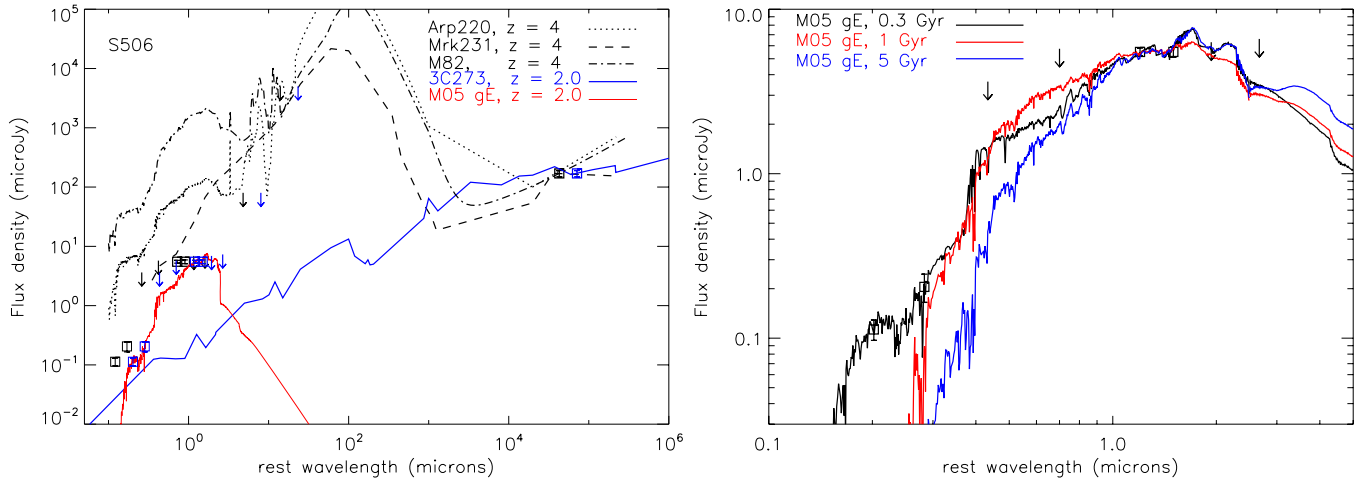 S506
Arp220, z = 4
Mrk231, z = 4
M82, z = 4
3C273, z = 2.0
M05 gE, z = 2.0
10^5
10^4
10^3
10^2
10^1
10^0
10^-1
10^-2
Flux density (microJy)
10^0 10^2 10^4 10^6
rest wavelength (microns)
M05 gE, 0.3 Gyr
M05 gE, 1 Gyr
M05 gE, 5 Gyr
10.0
1.0
0.1
Flux density (microJy)
0.1 1.0
rest wavelength (microns)